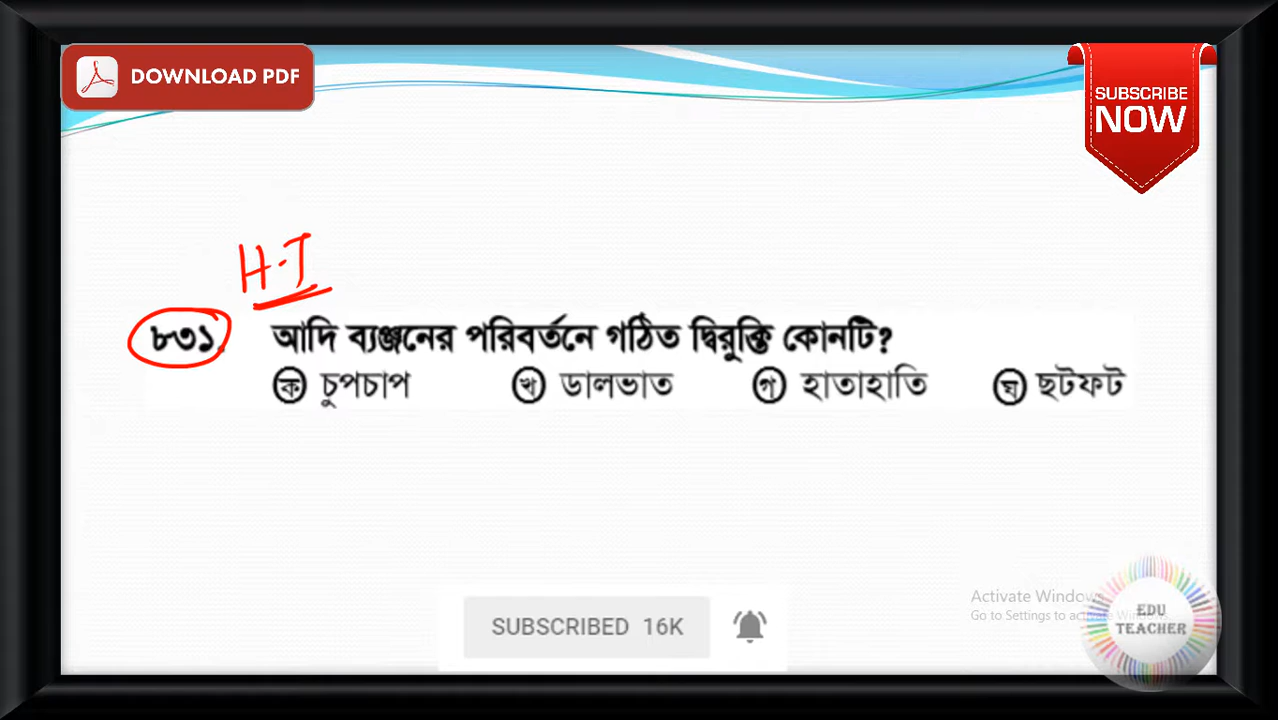 DOWNLOAD PDF
SUBSCRIBE
NOW
H.T
৮৩১. আদি ব্যঞ্জনের পরিবর্তনে গঠিত দ্বিরুক্তি কোনটি?
ক চুপচাপ খ ডালভাত গ হাতাহাতি ঘ ছটফট
Activate Windows
Go to Settings to activate Windows.
EDU
TEACHER
SUBSCRIBED 16K